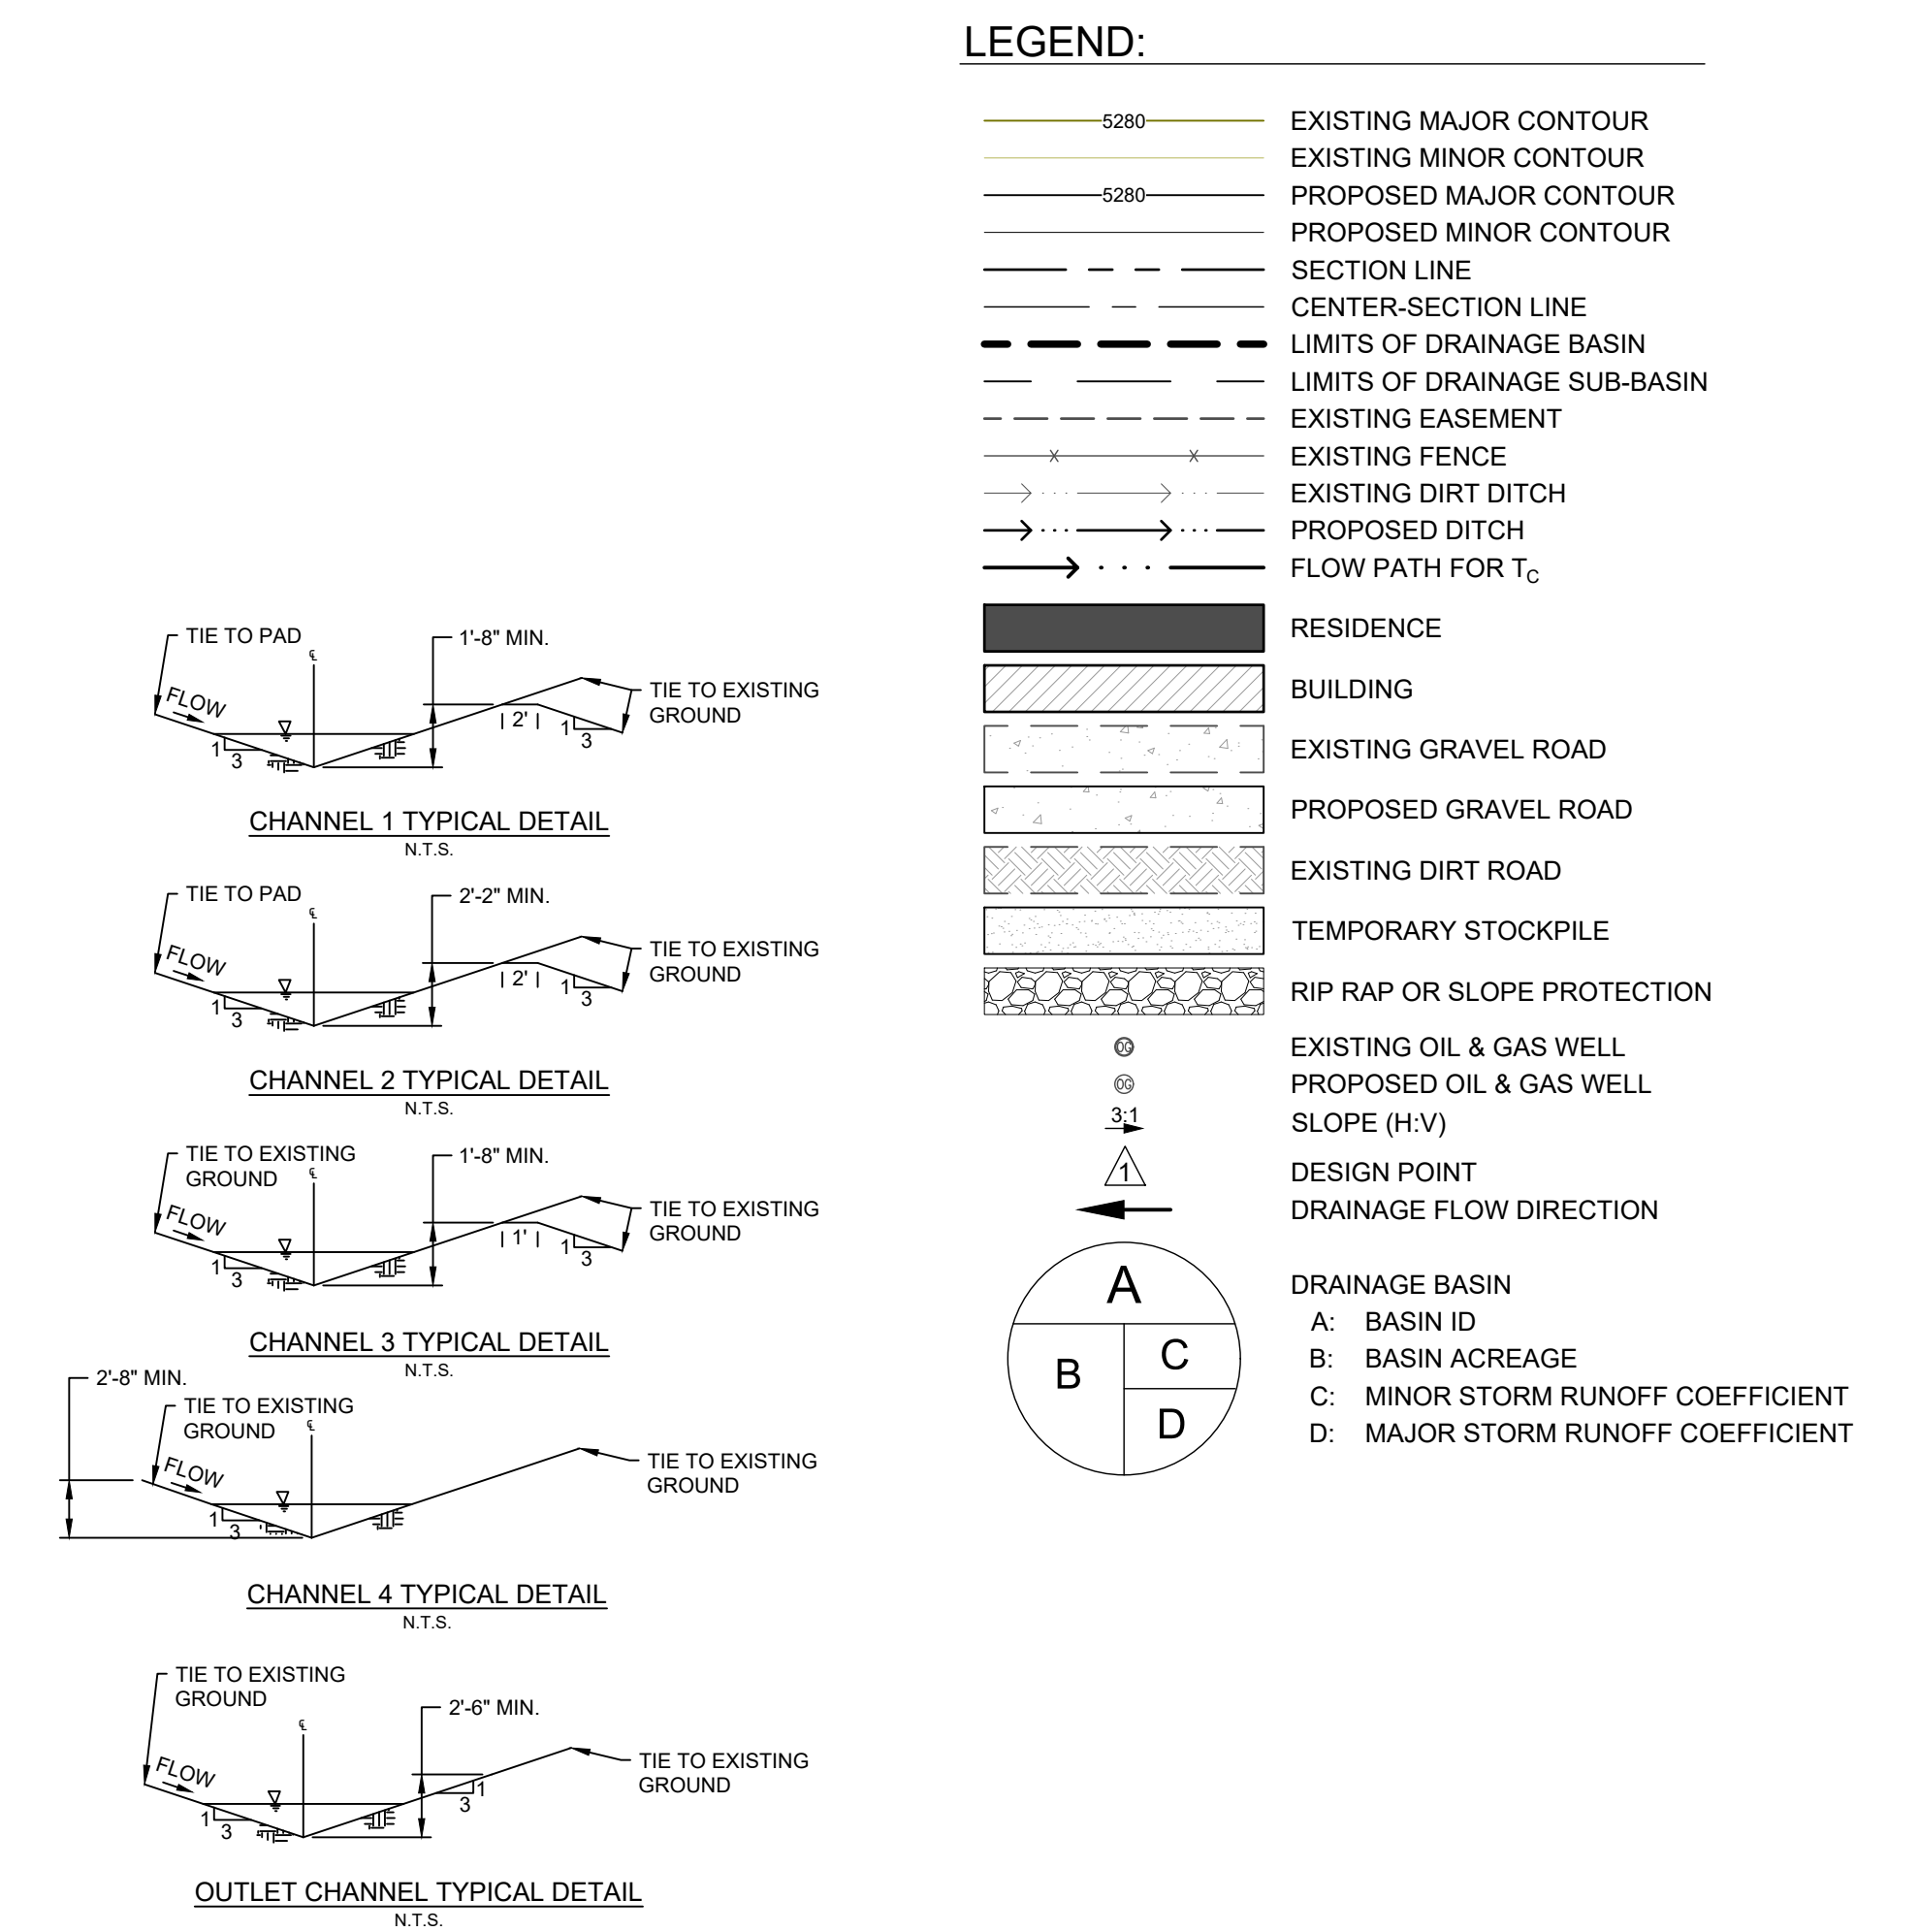 LEGEND:
5280 EXISTING MAJOR CONTOUR
EXISTING MINOR CONTOUR
5280 PROPOSED MAJOR CONTOUR
PROPOSED MINOR CONTOUR
SECTION LINE
CENTER-SECTION LINE
LIMITS OF DRAINAGE BASIN
LIMITS OF DRAINAGE SUB-BASIN
EXISTING EASEMENT
EXISTING FENCE
EXISTING DIRT DITCH
PROPOSED DITCH
FLOW PATH FOR TC
RESIDENCE
BUILDING
EXISTING GRAVEL ROAD
PROPOSED GRAVEL ROAD
EXISTING DIRT ROAD
TEMPORARY STOCKPILE
RIP RAP OR SLOPE PROTECTION
OG EXISTING OIL & GAS WELL
OG PROPOSED OIL & GAS WELL
3:1 SLOPE (H:V)
1 DESIGN POINT
DRAINAGE FLOW DIRECTION
A
B
C
D
DRAINAGE BASIN
A: BASIN ID
B: BASIN ACREAGE
C: MINOR STORM RUNOFF COEFFICIENT
D: MAJOR STORM RUNOFF COEFFICIENT
TIE TO PAD
℄
1'-8" MIN.
FLOW
TIE TO EXISTING
GROUND
2'
1
3
1
3
CHANNEL 1 TYPICAL DETAIL
N.T.S.
TIE TO PAD
℄
2'-2" MIN.
FLOW
TIE TO EXISTING
GROUND
2'
1
3
1
3
CHANNEL 2 TYPICAL DETAIL
N.T.S.
TIE TO EXISTING
GROUND
℄
1'-8" MIN.
FLOW
TIE TO EXISTING
GROUND
1'
1
3
1
3
CHANNEL 3 TYPICAL DETAIL
N.T.S.
2'-8" MIN.
TIE TO EXISTING
GROUND
℄
FLOW
TIE TO EXISTING
GROUND
1
3
CHANNEL 4 TYPICAL DETAIL
N.T.S.
TIE TO EXISTING
GROUND
℄
2'-6" MIN.
FLOW
TIE TO EXISTING
GROUND
1
3
1
3
OUTLET CHANNEL TYPICAL DETAIL
N.T.S.